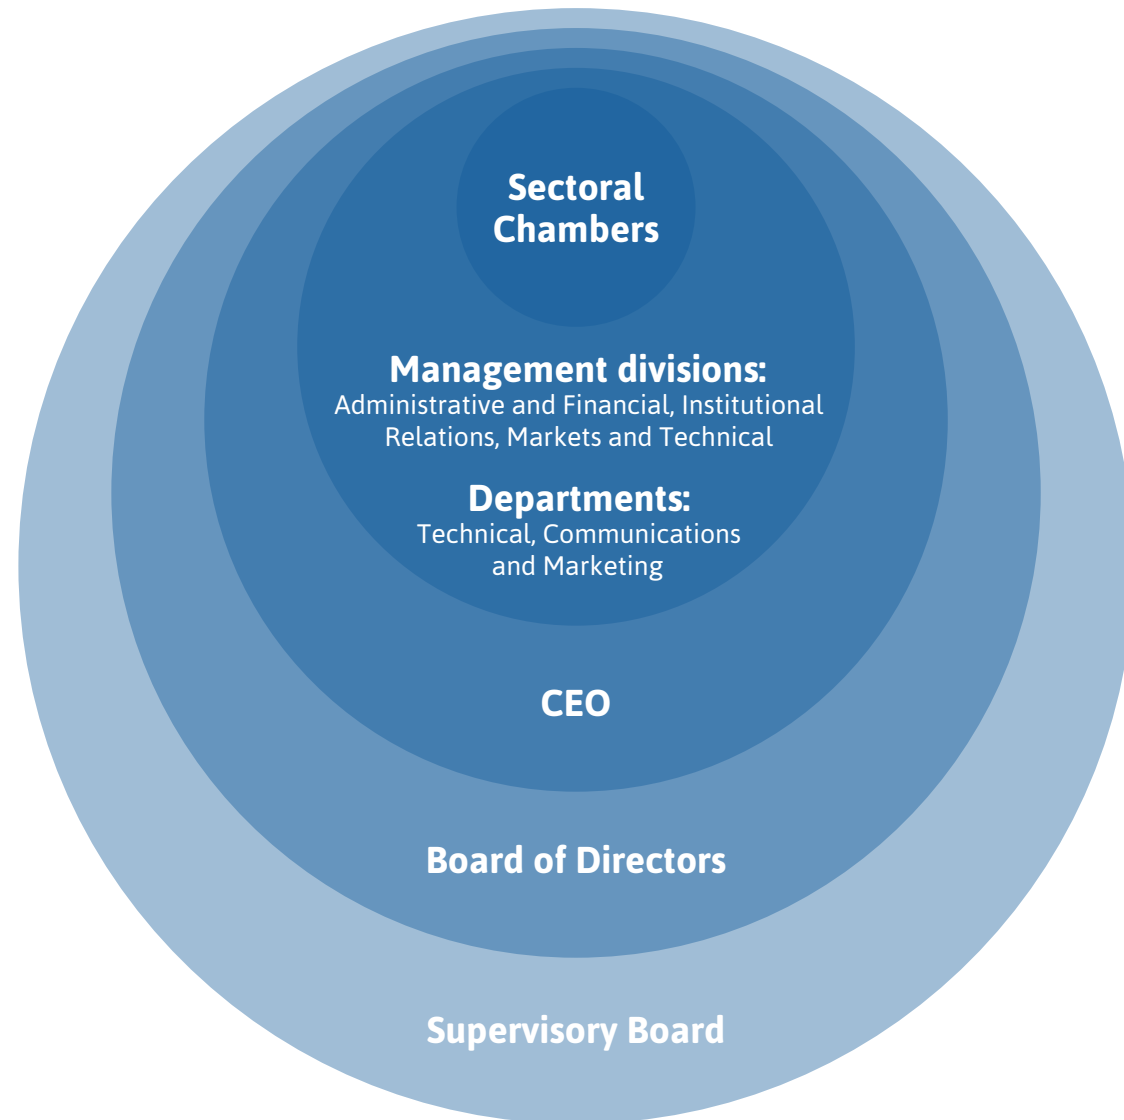 Sectoral
Chambers
Management divisions:
Administrative and Financial, Institutional
Relations, Markets and Technical
Departments:
Technical, Communications
and Marketing
CEO
Board of Directors
Supervisory Board